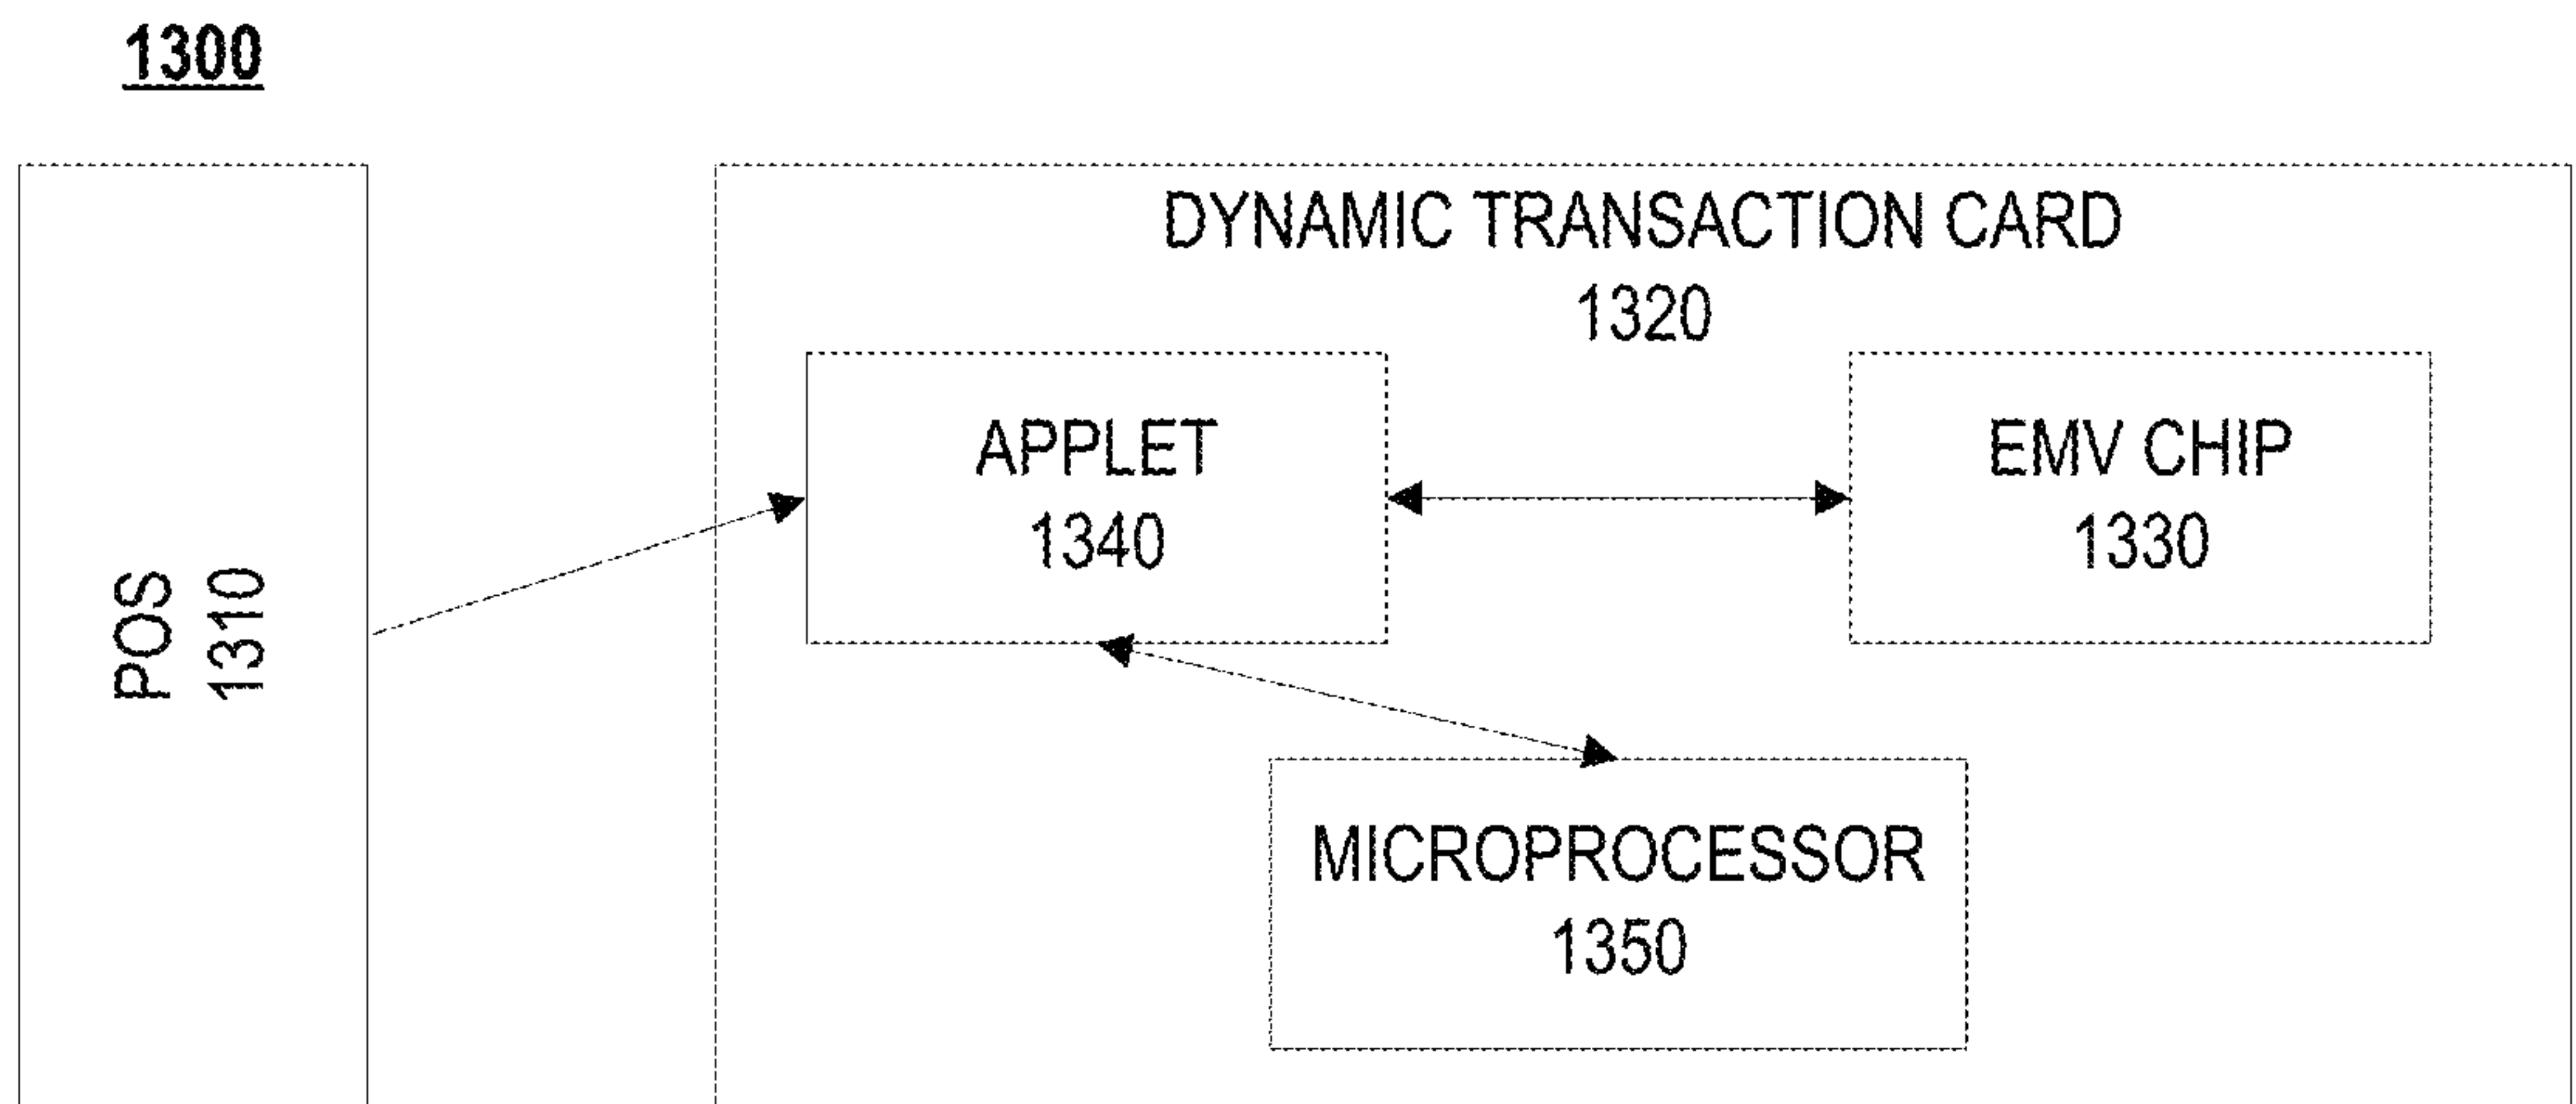 1300
POS
1310
DYNAMIC TRANSACTION CARD
1320
APPLET
1340
EMV CHIP
1330
MICROPROCESSOR
1350